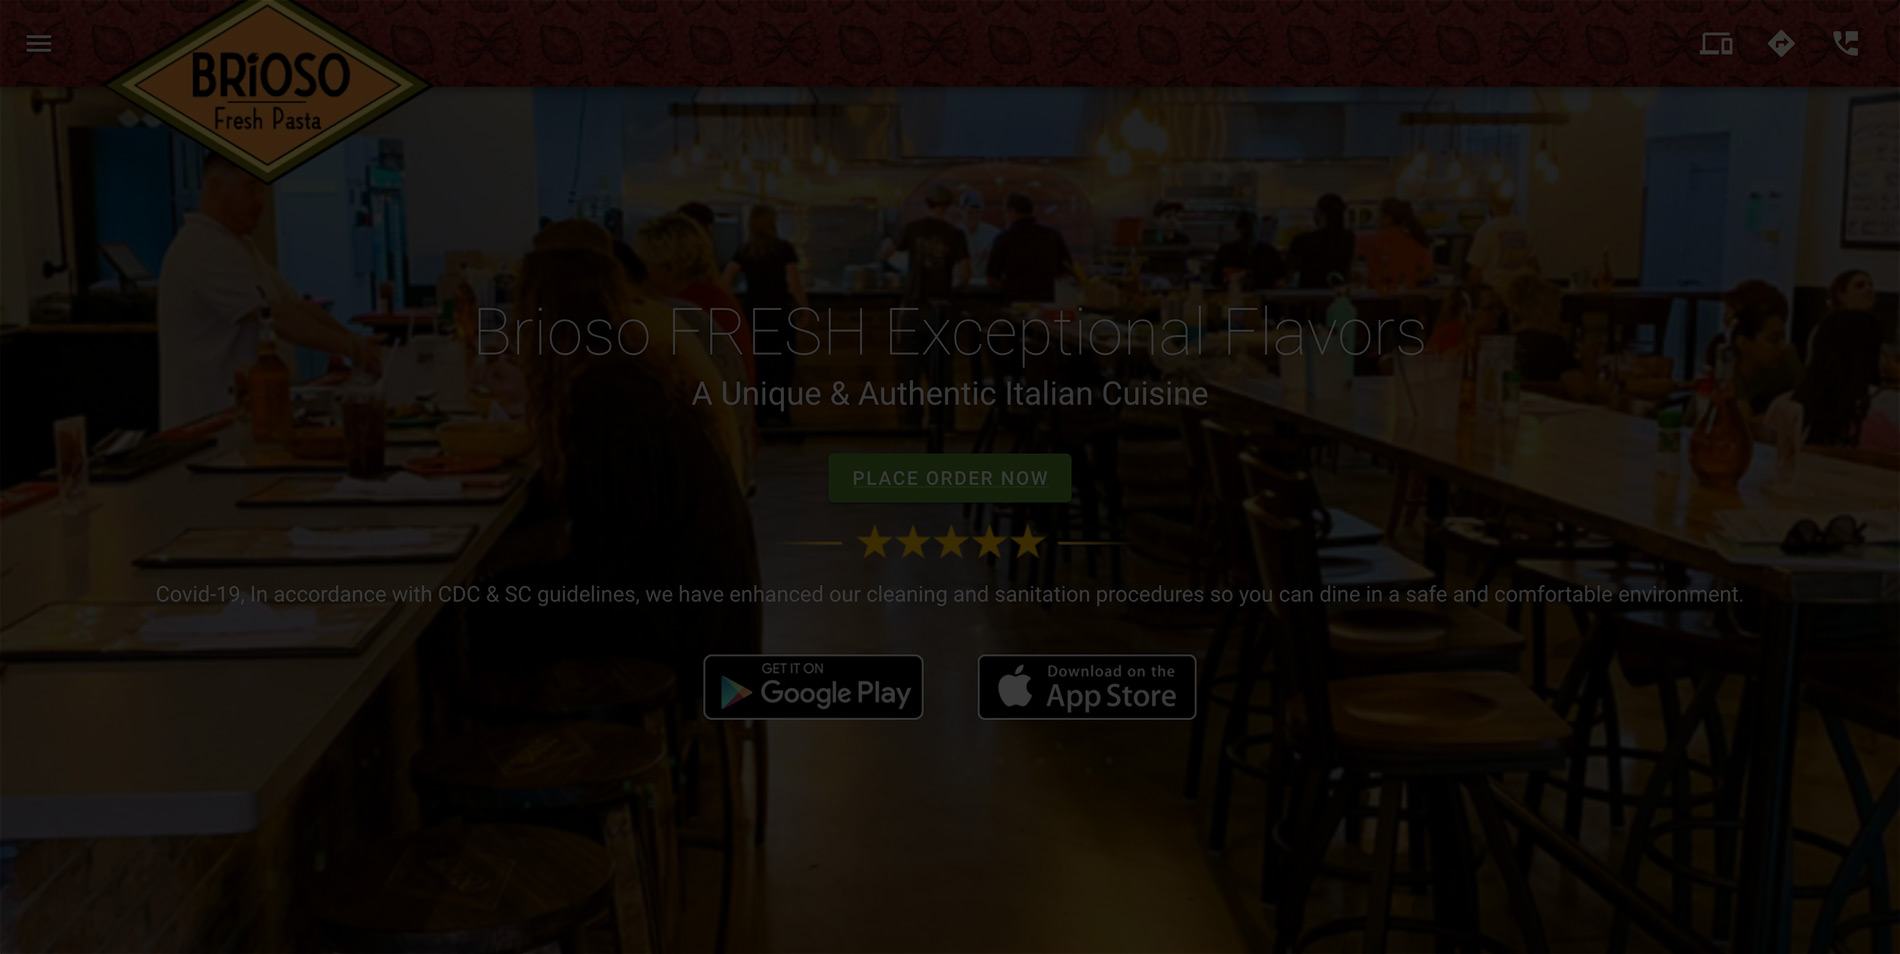 BRiOSO
Fresh Pasta
Brioso FRESH Exceptional Flavors
A Unique & Authentic Italian Cuisine
PLACE ORDER NOW
Covid-19, In accordance with CDC & SC guidelines, we have enhanced our cleaning and sanitation procedures so you can dine in a safe and comfortable environment.
GET IT ON
Google Play
Download on the
App Store